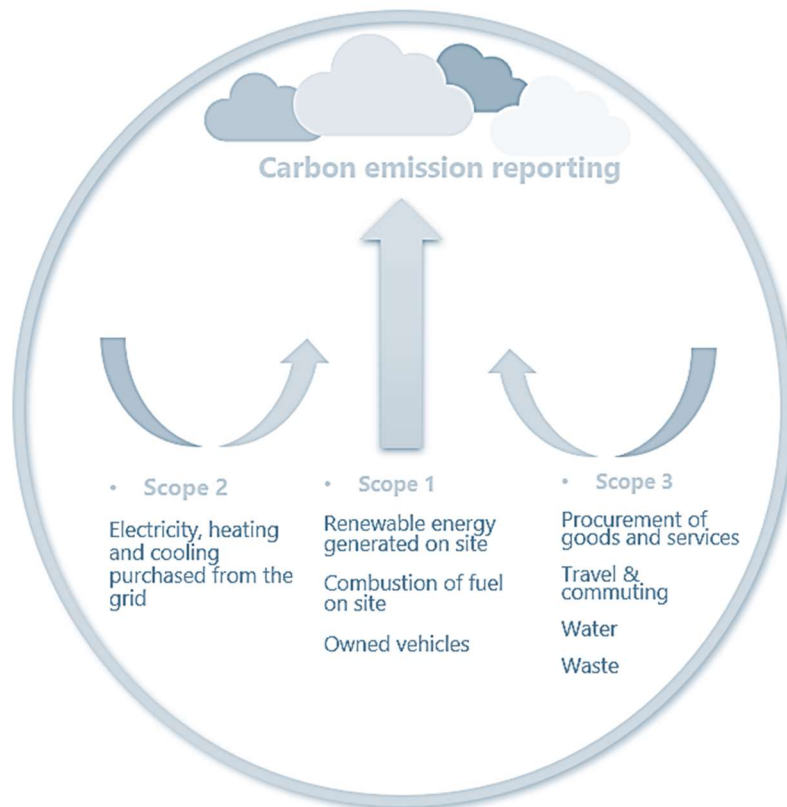 Carbon emission reporting
• Scope 2
Electricity, heating
and cooling
purchased from the
grid
• Scope 1
Renewable energy
generated on site
Combustion of fuel
on site
Owned vehicles
• Scope 3
Procurement of
goods and services
Travel &
commuting
Water
Waste